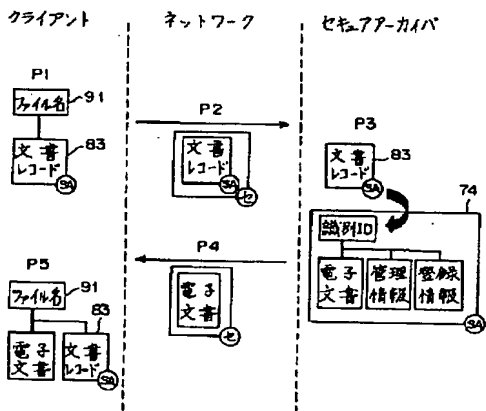 クライアント
ネットワーク
セキュアアーカイバ
P1
ファイル名
91
文書
レコード
83
SA
P2
文書
レコード
SA
セ
P3
文書
レコード
83
SA
74
識別ID
電子
文書
管理
情報
登録
情報
SA
P4
電子
文書
セ
P5
ファイル名
91
83
電子
文書
文書
レコード
SA